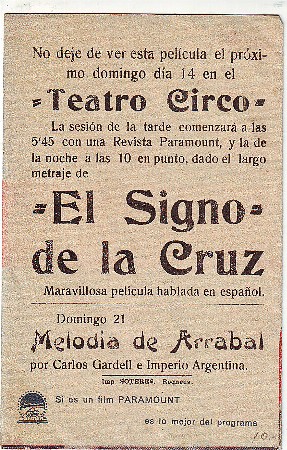 No deje de ver esta película el próxi-
mo domingo día 14 en el
Teatro Circo
La sesión de la tarde comenzará a las
5'45 con una Revista Paramount, y la de
la noche a las 10 en punto, dado el largo
metraje de
El Signo
de la Cruz
Maravillosa película hablada en español.
Domingo 21
Melodía de Arrabal
por Carlos Gardell e Imperio Argentina.
Imp SOTERES. Requena.
Si es un film PARAMOUNT
es lo mejor del programa